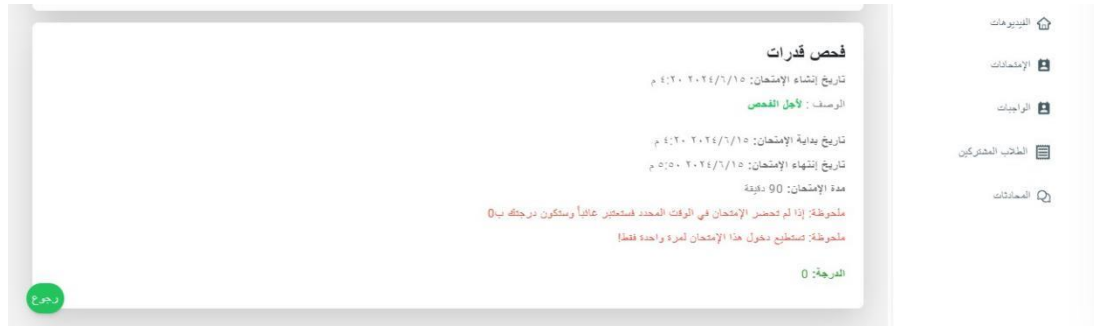 الفيديوهات
الإمتحانات
الواجبات
الطلاب المشتركين
المحادثات
فحص قدرات
تاريخ إنشاء الإمتحان: ٢٠٢٤/٦/١٥ ٤:٢٠ م
الوصف : لأجل الفحص
تاريخ بداية الإمتحان: ٢٠٢٤/٦/١٥ ٤:٢٠ م
تاريخ إنتهاء الإمتحان: ٢٠٢٤/٦/١٥ ٥:٥٠ م
مدة الإمتحان: 90 دقيقة
ملحوظة: إذا لم تحضر الإمتحان في الوقت المحدد فستعتبر غائباً وستكون درجتك ب0
ملحوظة: تستطيع دخول هذا الإمتحان لمرة واحدة فقط!
الدرجة: 0
رجوع